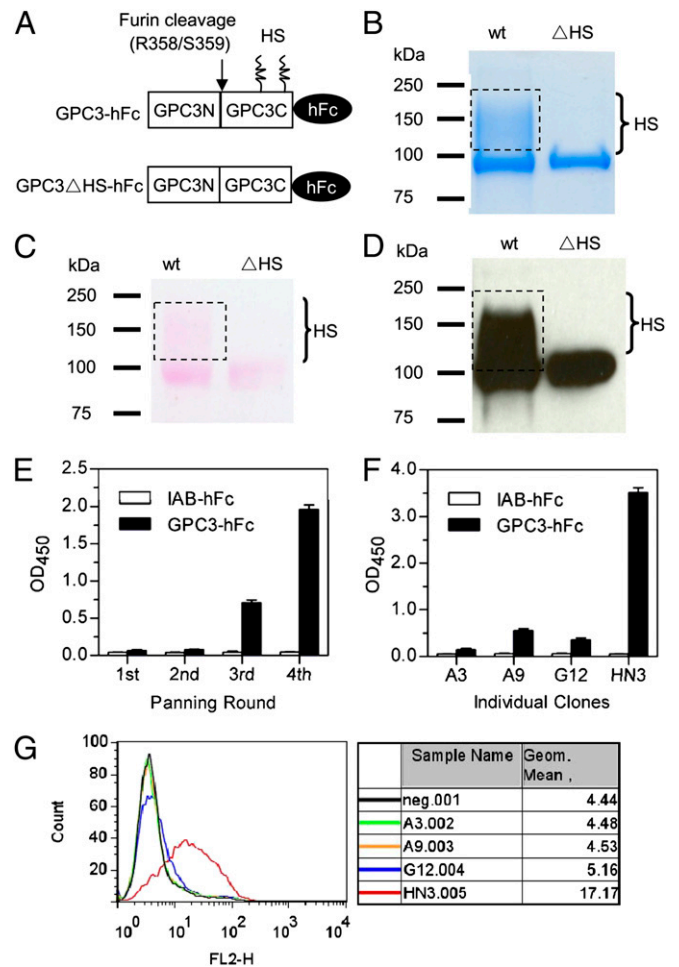 A
Furin cleavage
(R358/S359)
HS
GPC3-hFc
GPC3N
GPC3C
hFc
GPC3△HS-hFc
GPC3N
GPC3C
hFc
B
kDa
wt
△HS
250
150
100
75
HS
C
kDa
wt
△HS
250
150
100
75
HS
D
kDa
wt
△HS
250
150
100
75
HS
E
2.5
2.0
1.5
1.0
0.5
0.0
OD450
IAB-hFc
GPC3-hFc
1st 2nd 3rd 4th
Panning Round
F
4.0
3.0
2.0
1.0
0.0
OD450
IAB-hFc
GPC3-hFc
A3 A9 G12 HN3
Individual Clones
G
100
80
60
40
20
Count
10^0 10^1 10^2 10^3 10^4
FL2-H
Sample Name Geom.
Mean ,
neg.001 4.44
A3.002 4.48
A9.003 4.53
G12.004 5.16
HN3.005 17.17